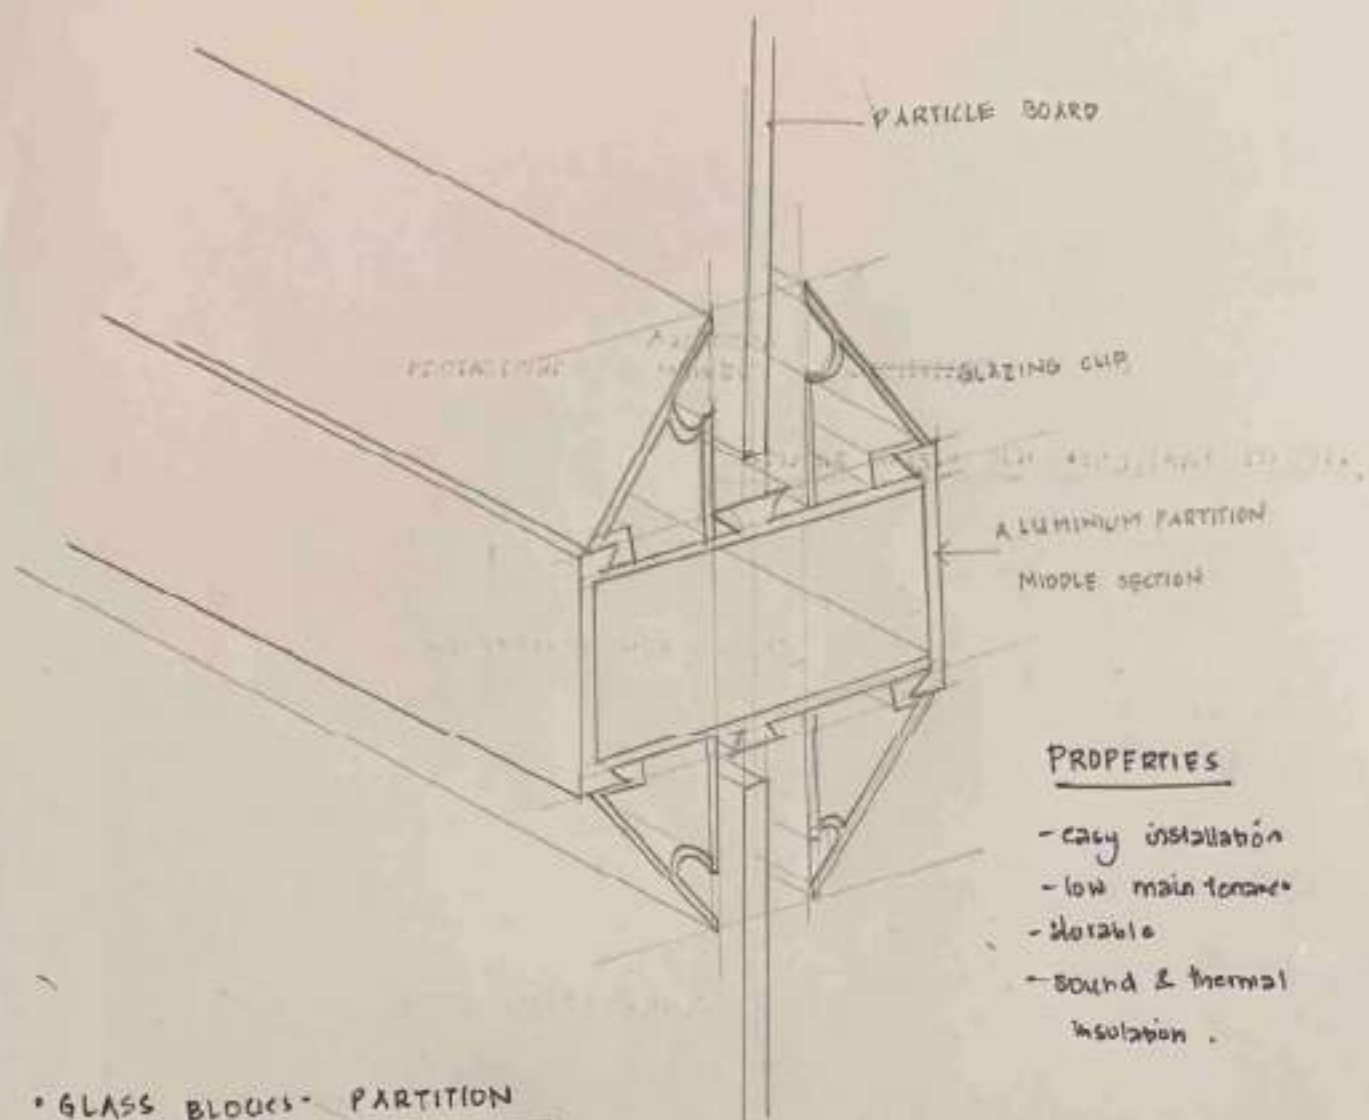 PARTICLE BOARD
GLAZING CLIP
ALUMINIUM PARTITION
MIDDLE SECTION
PROPERTIES
- easy installation
- low maintenance
- durable
- sound & thermal
insulation .
• GLASS BLOCKS - PARTITION